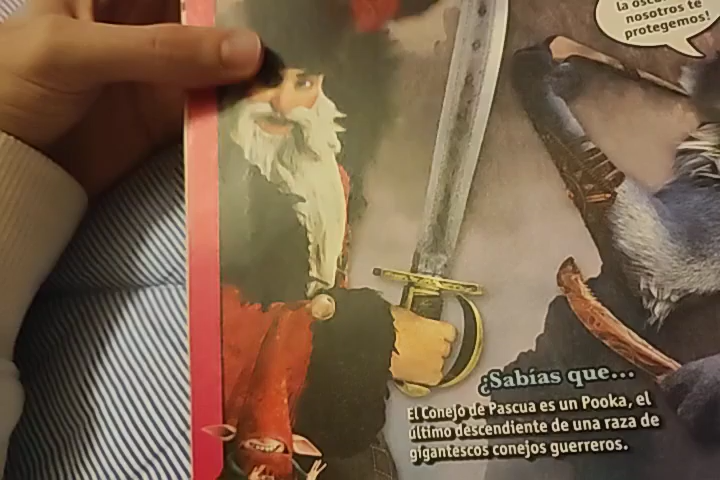 la
nosotros te
protegemos!
¿Sabías que...
El Conejo de Pascua es un Pooka, el
último descendiente de una raza de
gigantescos conejos guerreros.